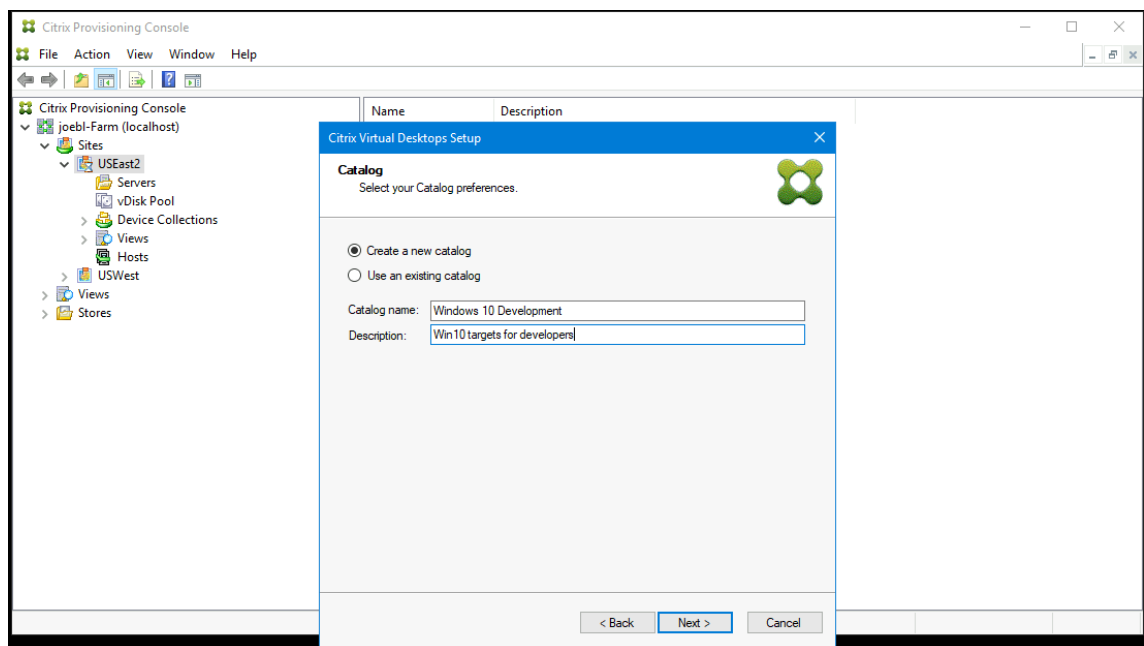 Citrix Provisioning Console
File Action View Window Help
Citrix Provisioning Console
joebl-Farm (localhost)
Sites
USEast2
Servers
vDisk Pool
Device Collections
Views
Hosts
USWest
Views
Stores
Name Description
Citrix Virtual Desktops Setup
Catalog
Select your Catalog preferences.
Create a new catalog
Use an existing catalog
Catalog name: Windows 10 Development
Description: Win10 targets for developers
< Back Next > Cancel